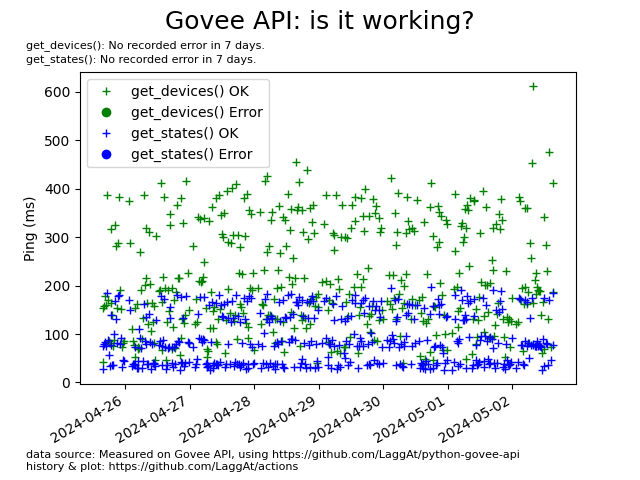 Govee API: is it working?
get_devices(): No recorded error in 7 days.
get_states(): No recorded error in 7 days.
get_devices() OK
get_devices() Error
get_states() OK
get_states() Error
600
500
400
300
200
100
0
Ping (ms)
2024-04-26
2024-04-27
2024-04-28
2024-04-29
2024-04-30
2024-05-01
2024-05-02
data source: Measured on Govee API, using https://github.com/LaggAt/python-govee-api
history & plot: https://github.com/LaggAt/actions